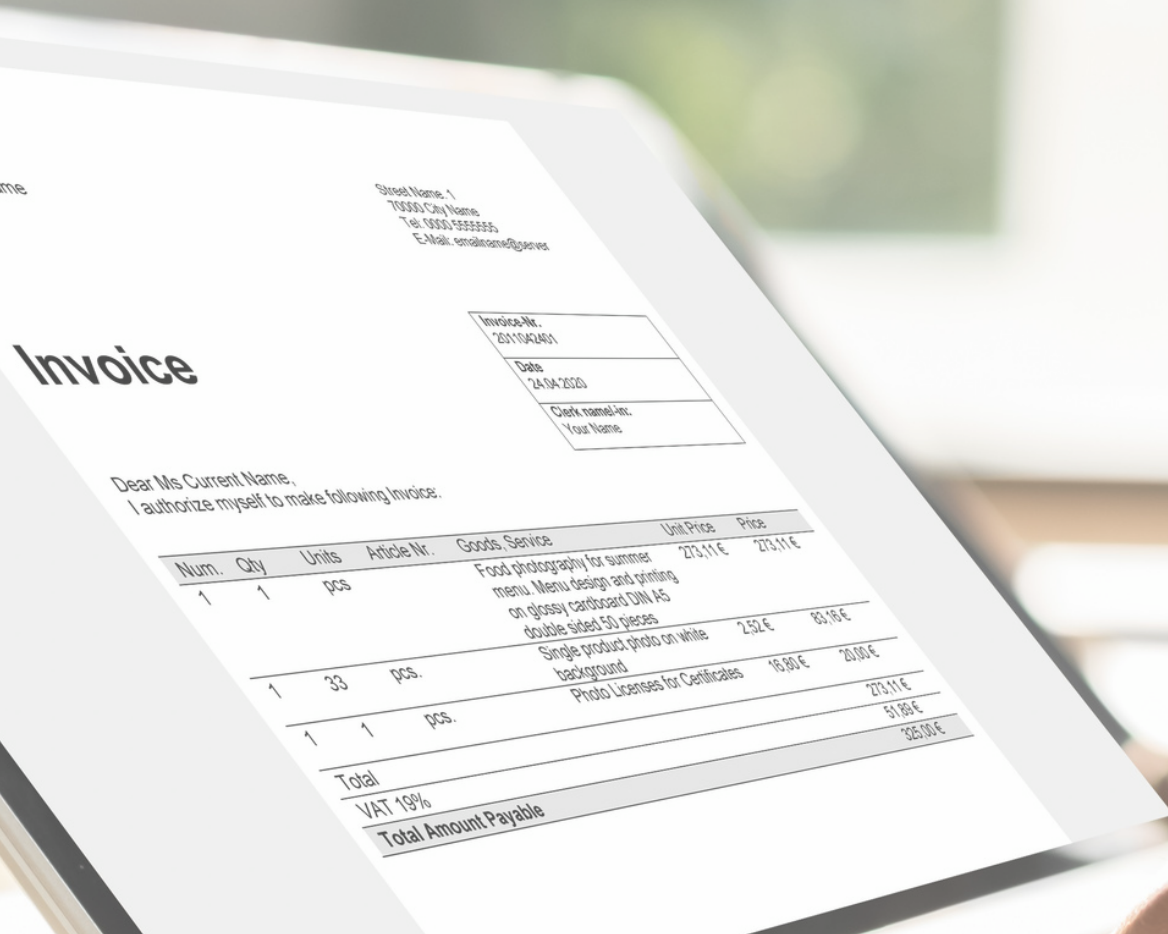 ame
Street Name. 1
70000 City Name
Tel: 0000 5555555
E-Mail: emailname@server
Invoice
Invoice-Nr.
2011042401
Date
24.04.2020
Clerk name/-in:
Your Name
Dear Ms Current Name,
I authorize myself to make following Invoice:
Num. Qty Units Article Nr. Goods, Service Unit Price Price
1 1 pcs Food photography for summer 273,11 € 273,11 €
menu. Menu design and printing
on glossy cardboard DIN A5
double sided 50 pieces
1 33 pcs. Single product photo on white 2,52 € 83,16 €
background
1 1 pcs. Photo Licenses for Certificates 16,80 € 20,00 €
Total 273,11 €
VAT 19% 51,89 €
Total Amount Payable 325,00 €